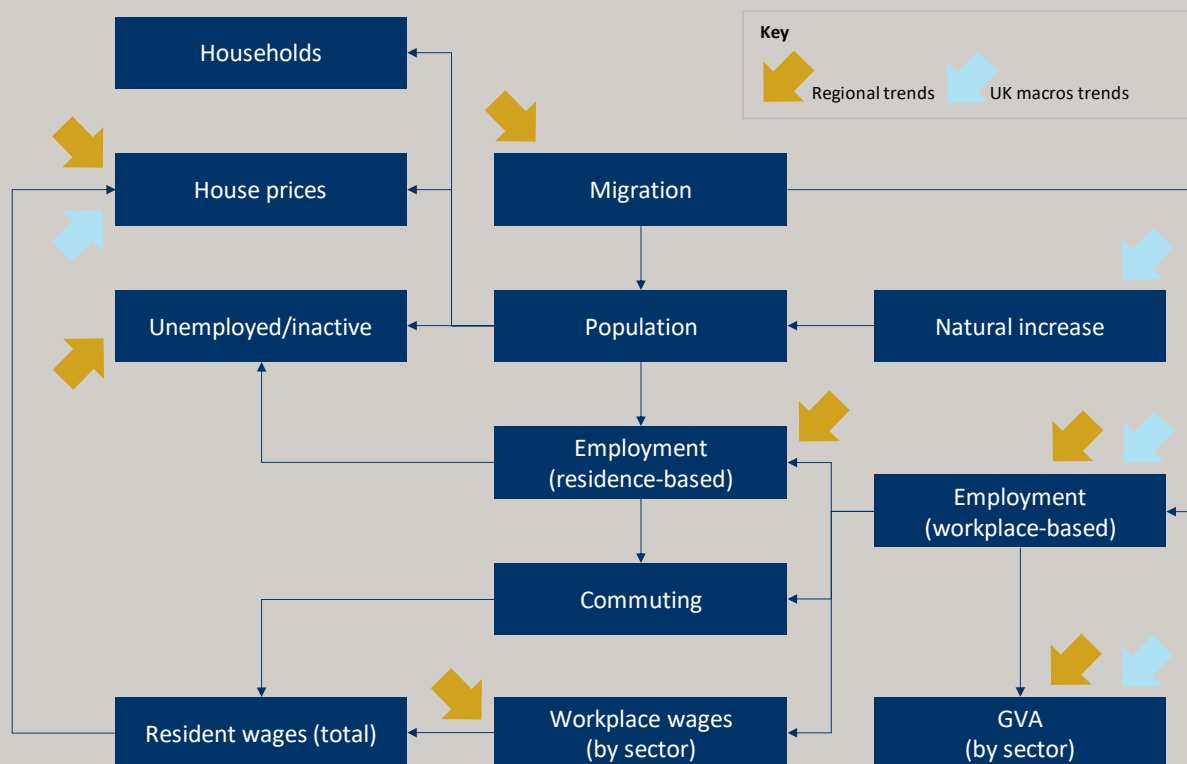 Key
Regional trends
UK macros trends
Households
House prices
Migration
Unemployed/inactive
Population
Natural increase
Employment
(residence-based)
Employment
(workplace-based)
Commuting
Resident wages (total)
Workplace wages
(by sector)
GVA
(by sector)